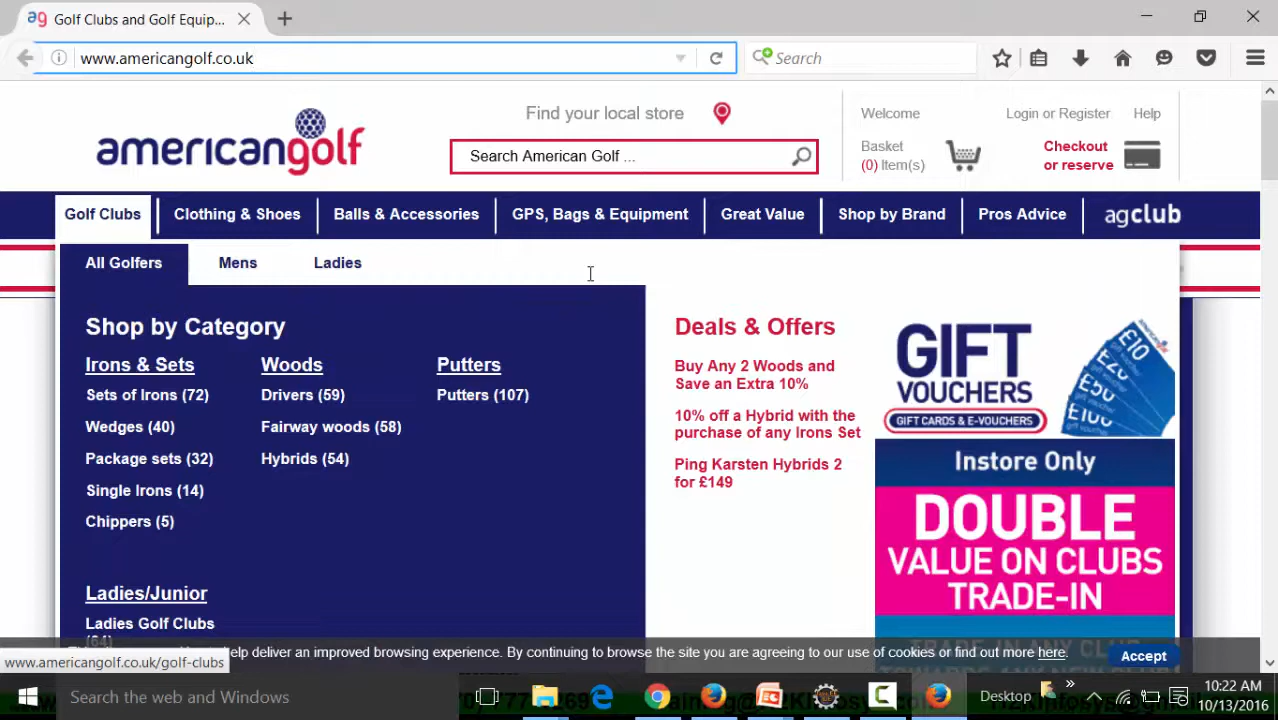 Golf Clubs and Golf Equip...
www.americangolf.co.uk
Search
americangolf
Find your local store
Search American Golf ...
Welcome
Login or Register
Help
Basket
(0) Item(s)
Checkout
or reserve
Golf Clubs
Clothing & Shoes
Balls & Accessories
GPS, Bags & Equipment
Great Value
Shop by Brand
Pros Advice
agclub
All Golfers
Mens
Ladies
Shop by Category
Irons & Sets
Sets of Irons (72)
Wedges (40)
Package sets (32)
Single Irons (14)
Chippers (5)
Woods
Drivers (59)
Fairway woods (58)
Hybrids (54)
Putters
Putters (107)
Ladies/Junior
Ladies Golf Clubs
(64)
Deals & Offers
Buy Any 2 Woods and
Save an Extra 10%
10% off a Hybrid with the
purchase of any Irons Set
Ping Karsten Hybrids 2
for £149
GIFT
VOUCHERS
GIFT CARDS & E-VOUCHERS
£10
£20
£50
£100
Instore Only
DOUBLE
VALUE ON CLUBS
TRADE-IN
TRADE-IN ANY CLUB
help deliver an improved browsing experience. By continuing to browse the site you are agreeing to our use of cookies or find out more here.
Accept
www.americangolf.co.uk/golf-clubs
Search the web and Windows
Desktop
10:22 AM
10/13/2016